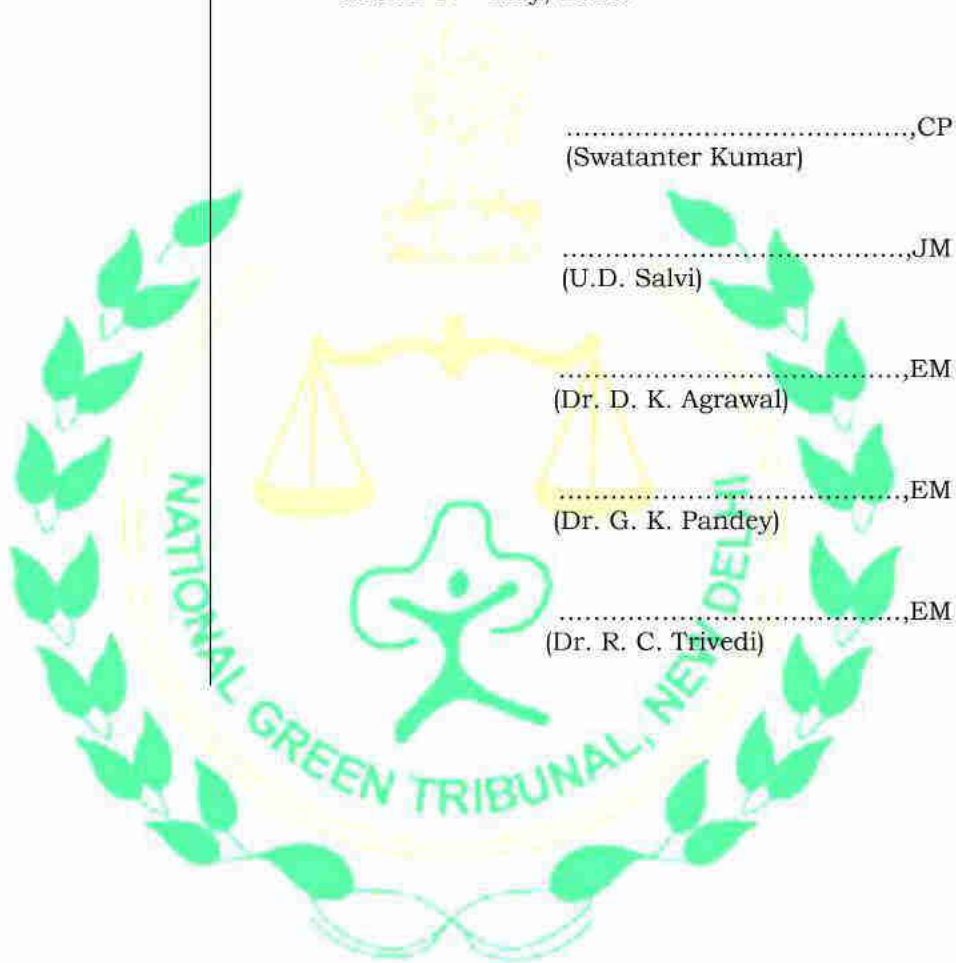 ....................................,CP
(Swatanter Kumar)
....................................,JM
(U.D. Salvi)
....................................,EM
(Dr. D. K. Agrawal)
....................................,EM
(Dr. G. K. Pandey)
....................................,EM
(Dr. R. C. Trivedi)
NATIONAL GREEN TRIBUNAL, NEW DELHI